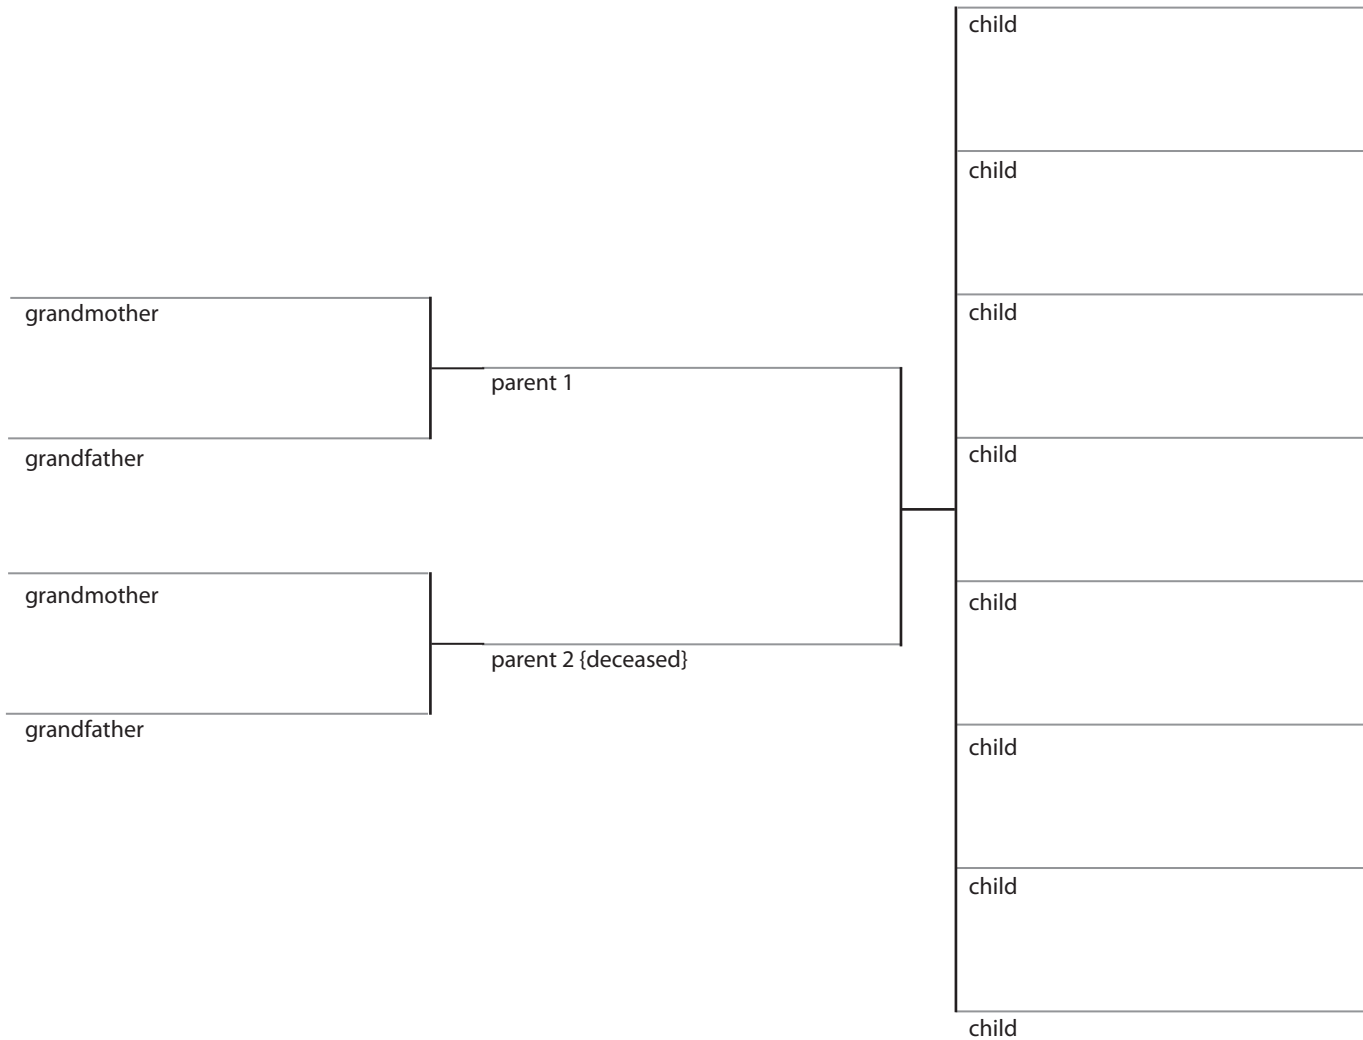 grandmother
grandfather
grandmother
grandfather
parent 1
parent 2 {deceased}
child
child
child
child
child
child
child
child